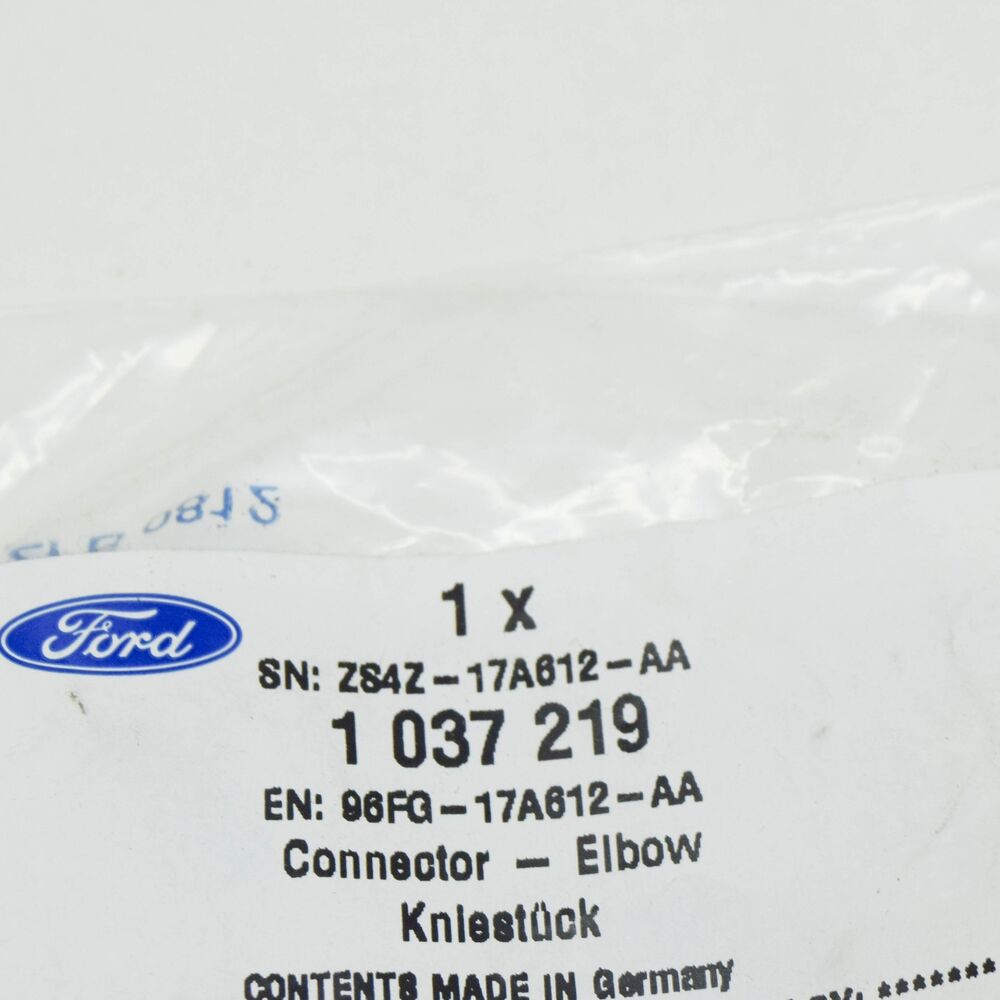 Ford
1 x
SN: ZS4Z-17A612-AA
1 037 219
EN: 96FG-17A612-AA
Connector - Elbow
Kniestück
CONTENTS MADE IN Germany